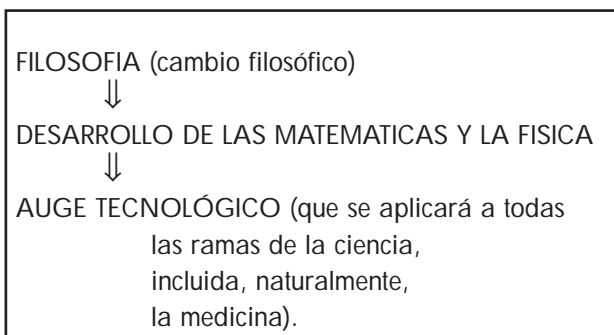 FILOSOFIA (cambio filosófico)
⇓
DESARROLLO DE LAS MATEMATICAS Y LA FISICA
⇓
AUGE TECNOLÓGICO (que se aplicará a todas
las ramas de la ciencia,
incluida, naturalmente,
la medicina).